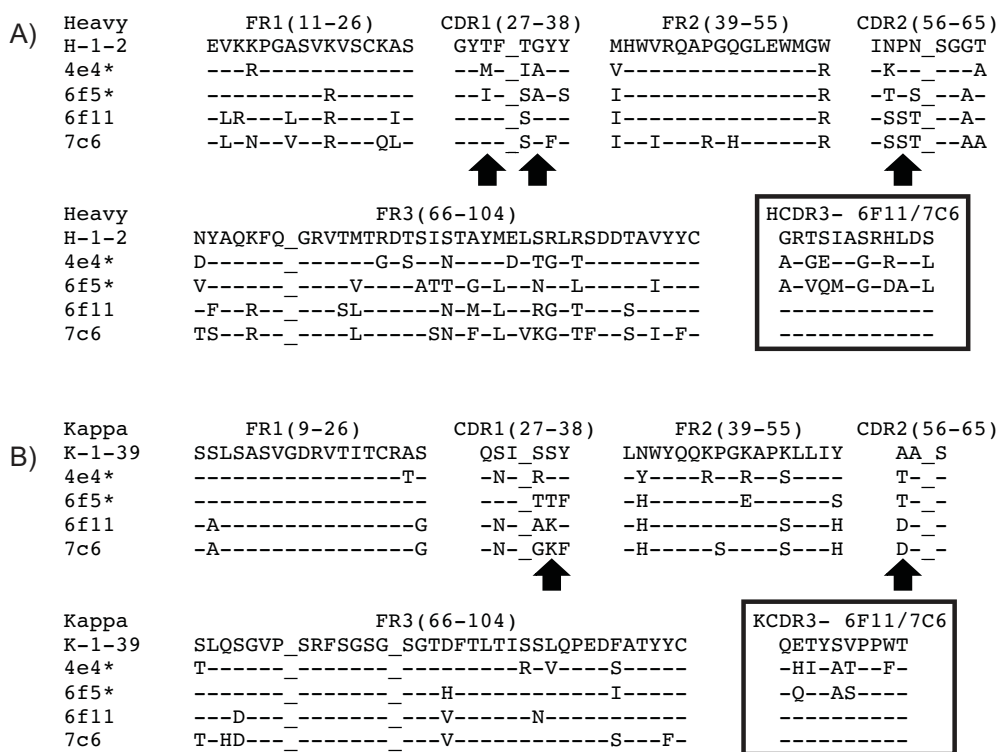 A)
Heavy FR1(11-26) CDR1(27-38) FR2(39-55) CDR2(56-65)
H-1-2 EVKKPGASVKVSCKAS GYTF_TGYY MHWVRQAPGQGLEWMGW INPN_SGGT
4e4* ---R------------ --M-_IA-- V---------------R -K--_---A
6f5* ---------R------ --I-_SA-S I---------------R -T-S_--A-
6f11 -LR---L--R---I-- ----_S--- I---------------R -SST_--A-
7c6 -L-N--V--R---QL- ----_S-F- I--I---R-H------R -SST_--AA
Heavy FR3(66-104) HCDR3- 6F11/7C6
H-1-2 NYAQKFQ_GRVTMTRDTSISTAYMELSRLRSDDTAVYYC GRTSIASRHLDS
4e4* D--------------G-S--N----D-TG-T--------- A-GE--G-R--L
6f5* V------_-----V----ATT-G-L--N--L-----I--- A-VQM-G-DA-L
6f11 -F--R--_----SL------N-M-L--RG-T---S----- ------------
7c6 TS--R--_-----L-----SN-F-L-VKG-TF--S-I-F- ------------
B)
Kappa FR1(9-26) CDR1(27-38) FR2(39-55) CDR2(56-65)
K-1-39 SSLSASVGDRVTITCRAS QSI_SSY LNWYQQKPGKAPKLLIY AA_S
4e4* ----------------T- -N-_R-- -Y----R--R--S---- T-_-
6f5* ------------------ ---_TTF -H-------E------S T-_-
6f11 -A---------------G -N-_AK- -H----------S---H D-_-
7c6 -A---------------G -N-_GKF -H-----S----S---H D-_-
Kappa FR3(66-104) KCDR3- 6F11/7C6
K-1-39 SLQSGVP_SRFSGSG_SGTDFTLTISSLQPEDFATYYC QETYSVPPWT
4e4* T------_-------_---------R-V----S----- -HI-AT--F-
6f5* -------_-------_---H------------I----- -Q--AS----
6f11 ---D---_-------_---V------N----------- ----------
7c6 T-HD---_-------_---V------------S---F- ----------